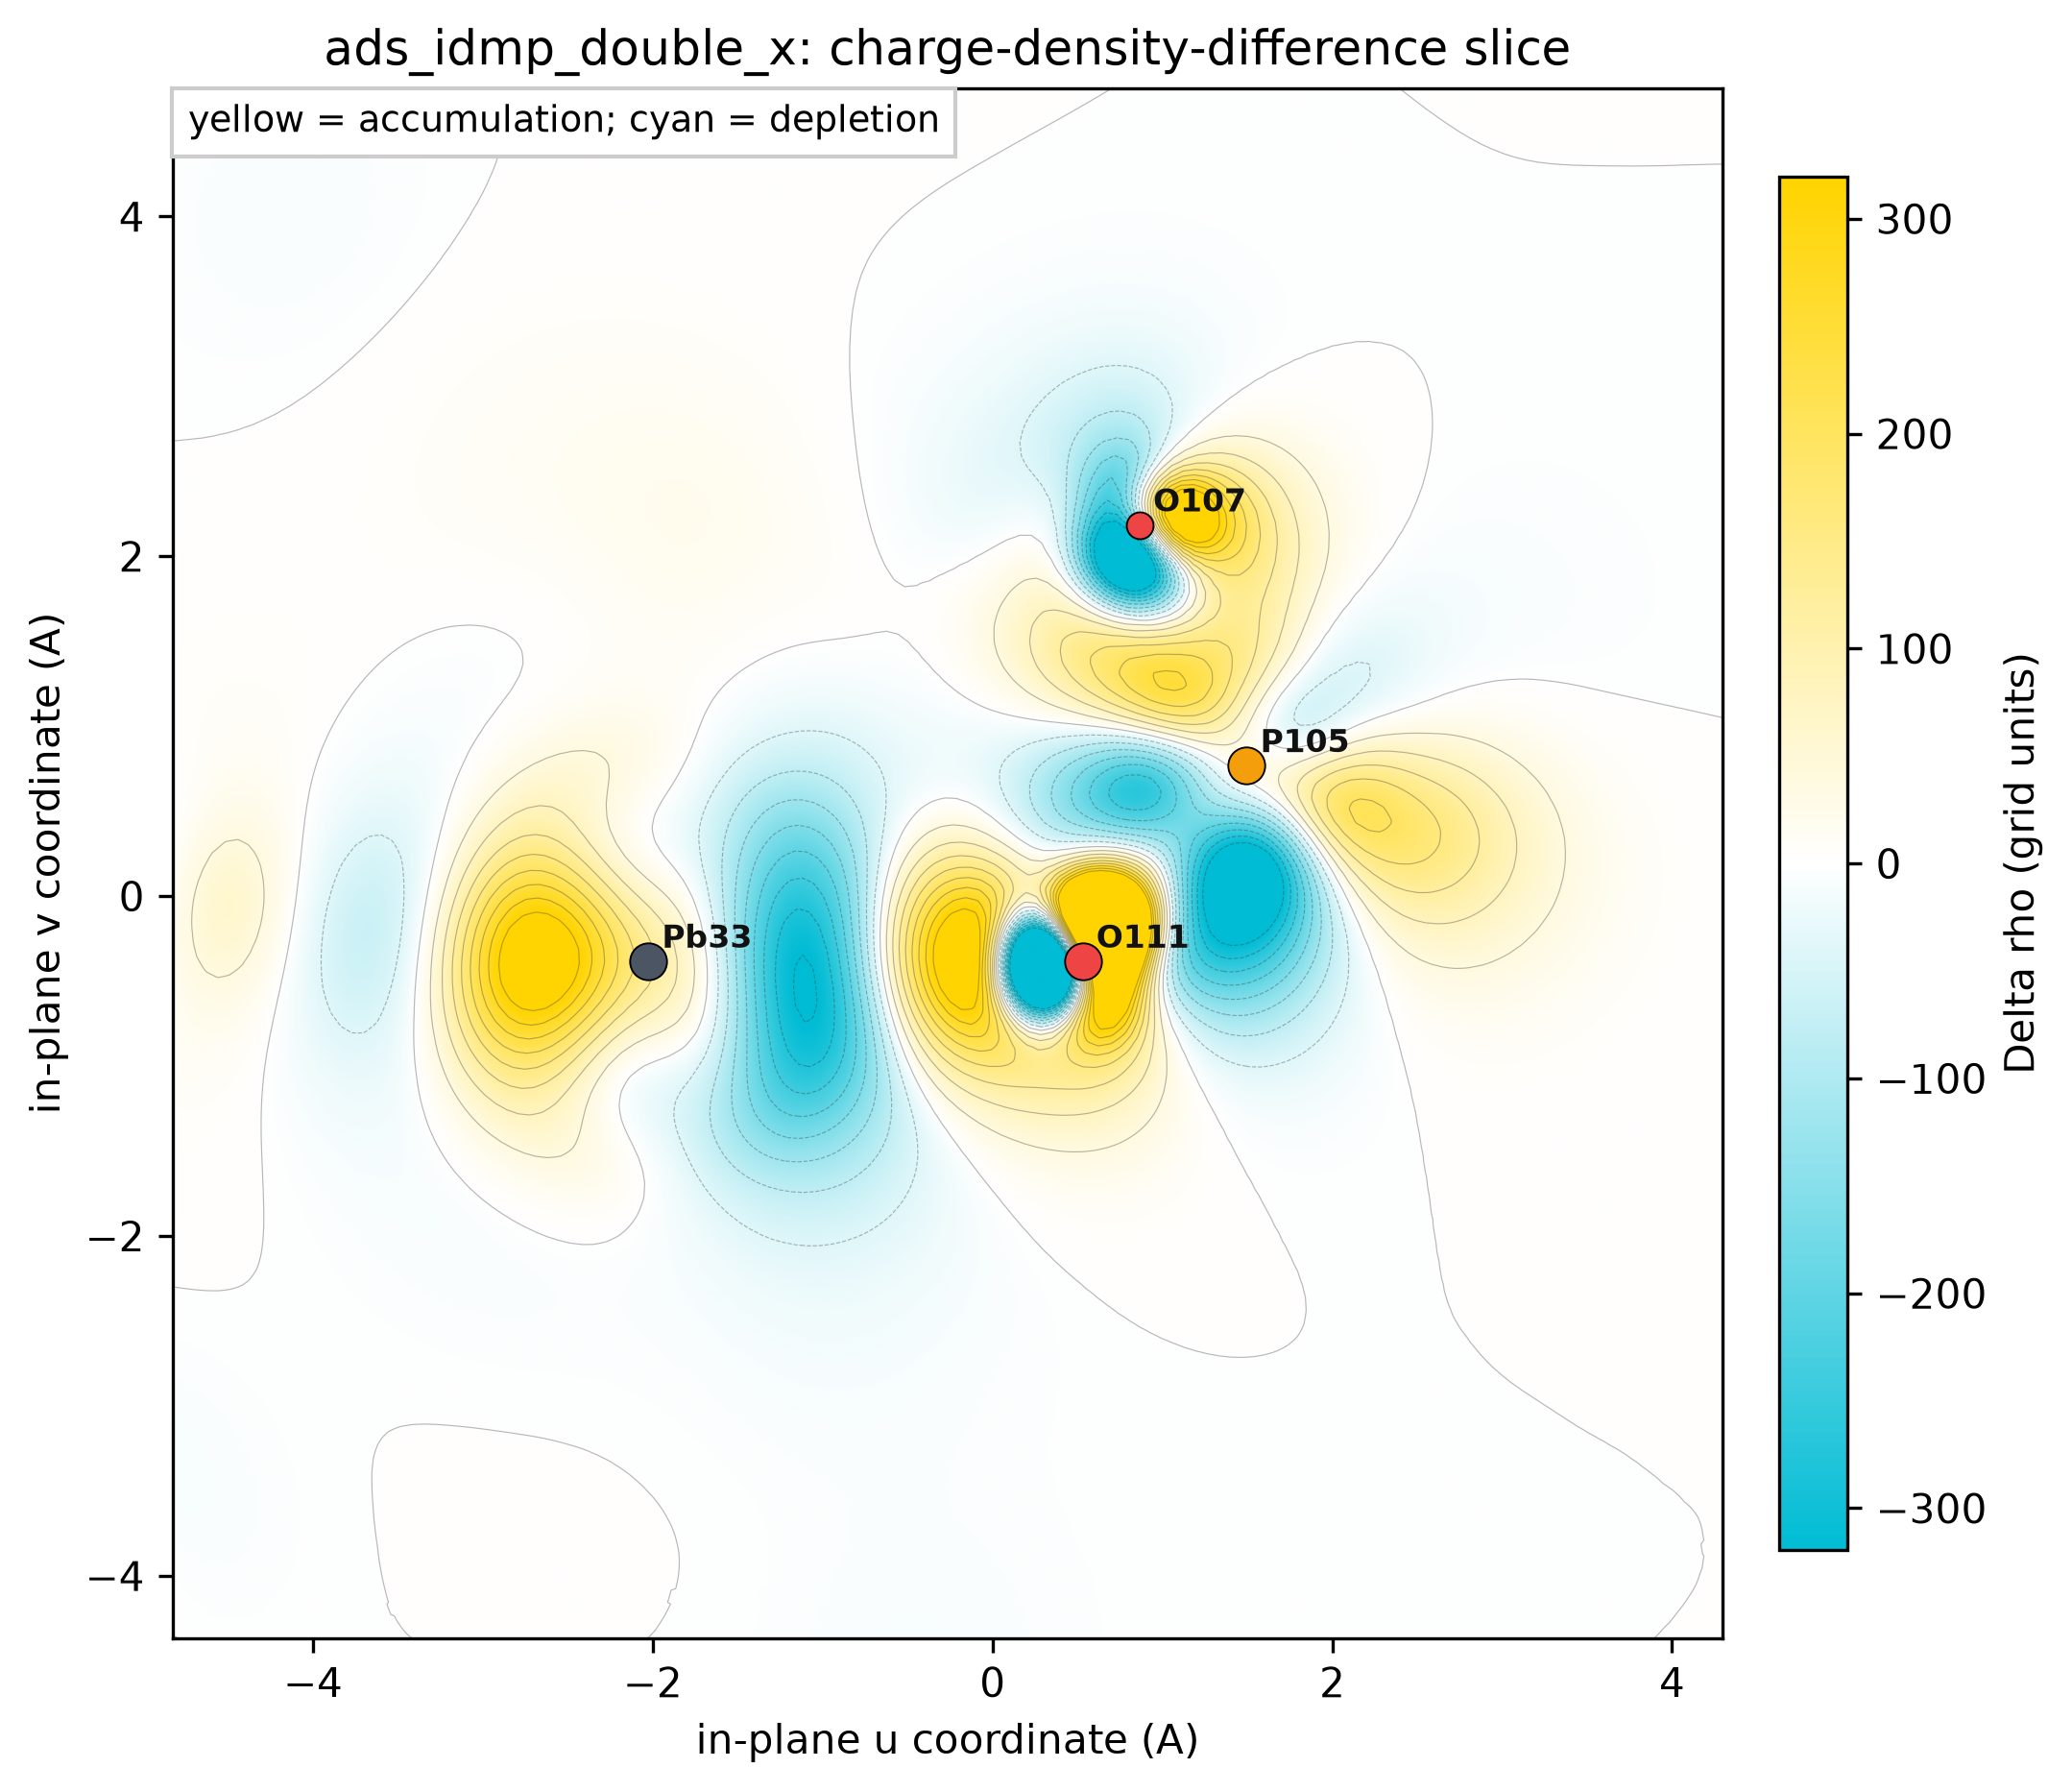 ads_idmp_double_x: charge-density-difference slice
yellow = accumulation; cyan = depletion
4
2
0
−2
−4
in-plane v coordinate (A)
O107
P105
Pb33
O111
−4
−2
0
2
4
in-plane u coordinate (A)
300
200
100
0
−100
−200
−300
Delta rho (grid units)